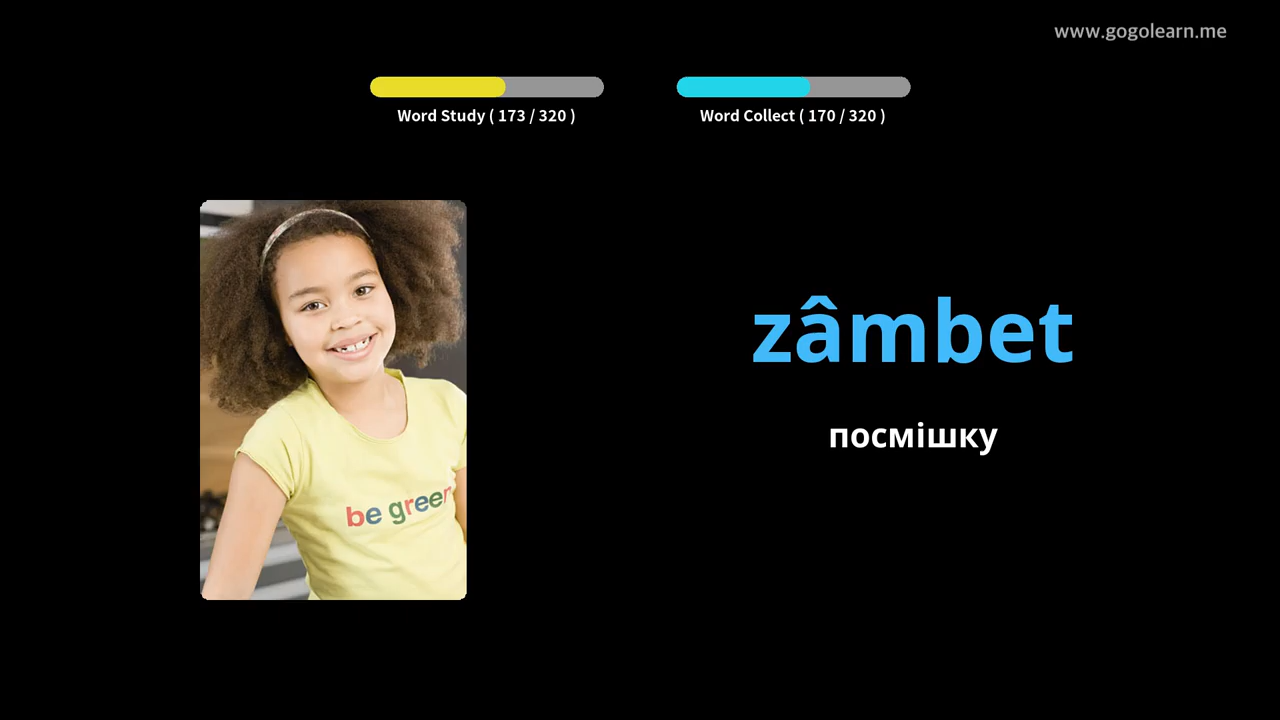 www.gogolearn.me
Word Study ( 173 / 320 )
Word Collect ( 170 / 320 )
zâmbet
посмішку
be green